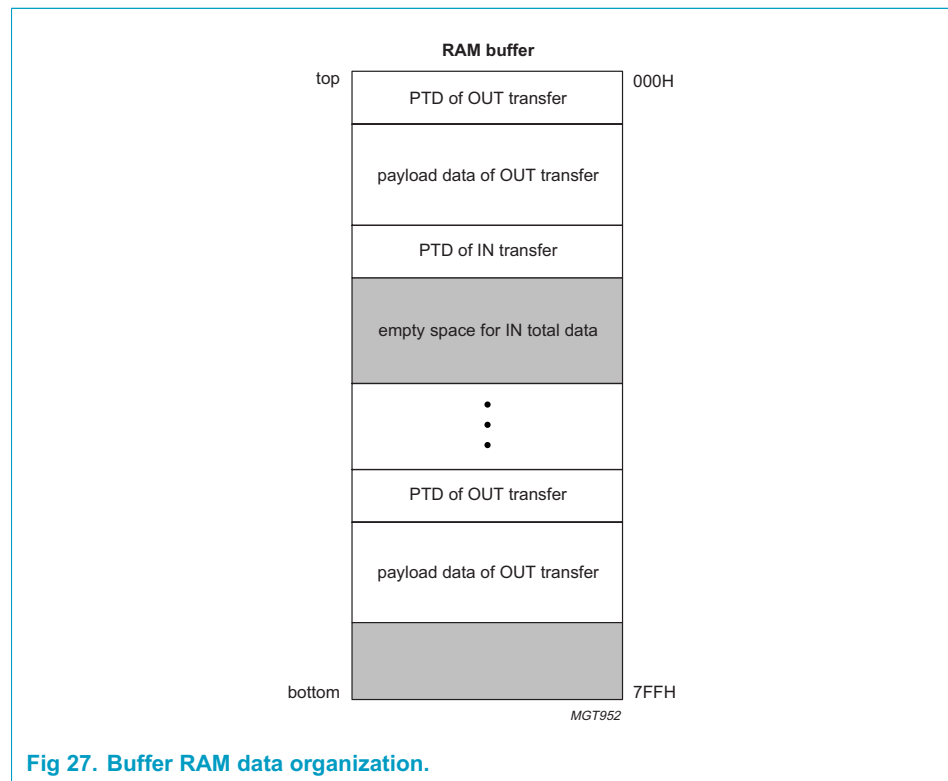 RAM buffer
top
000H
PTD of OUT transfer
payload data of OUT transfer
PTD of IN transfer
empty space for IN total data
PTD of OUT transfer
payload data of OUT transfer
bottom
7FFH
MGT952
Fig 27. Buffer RAM data organization.